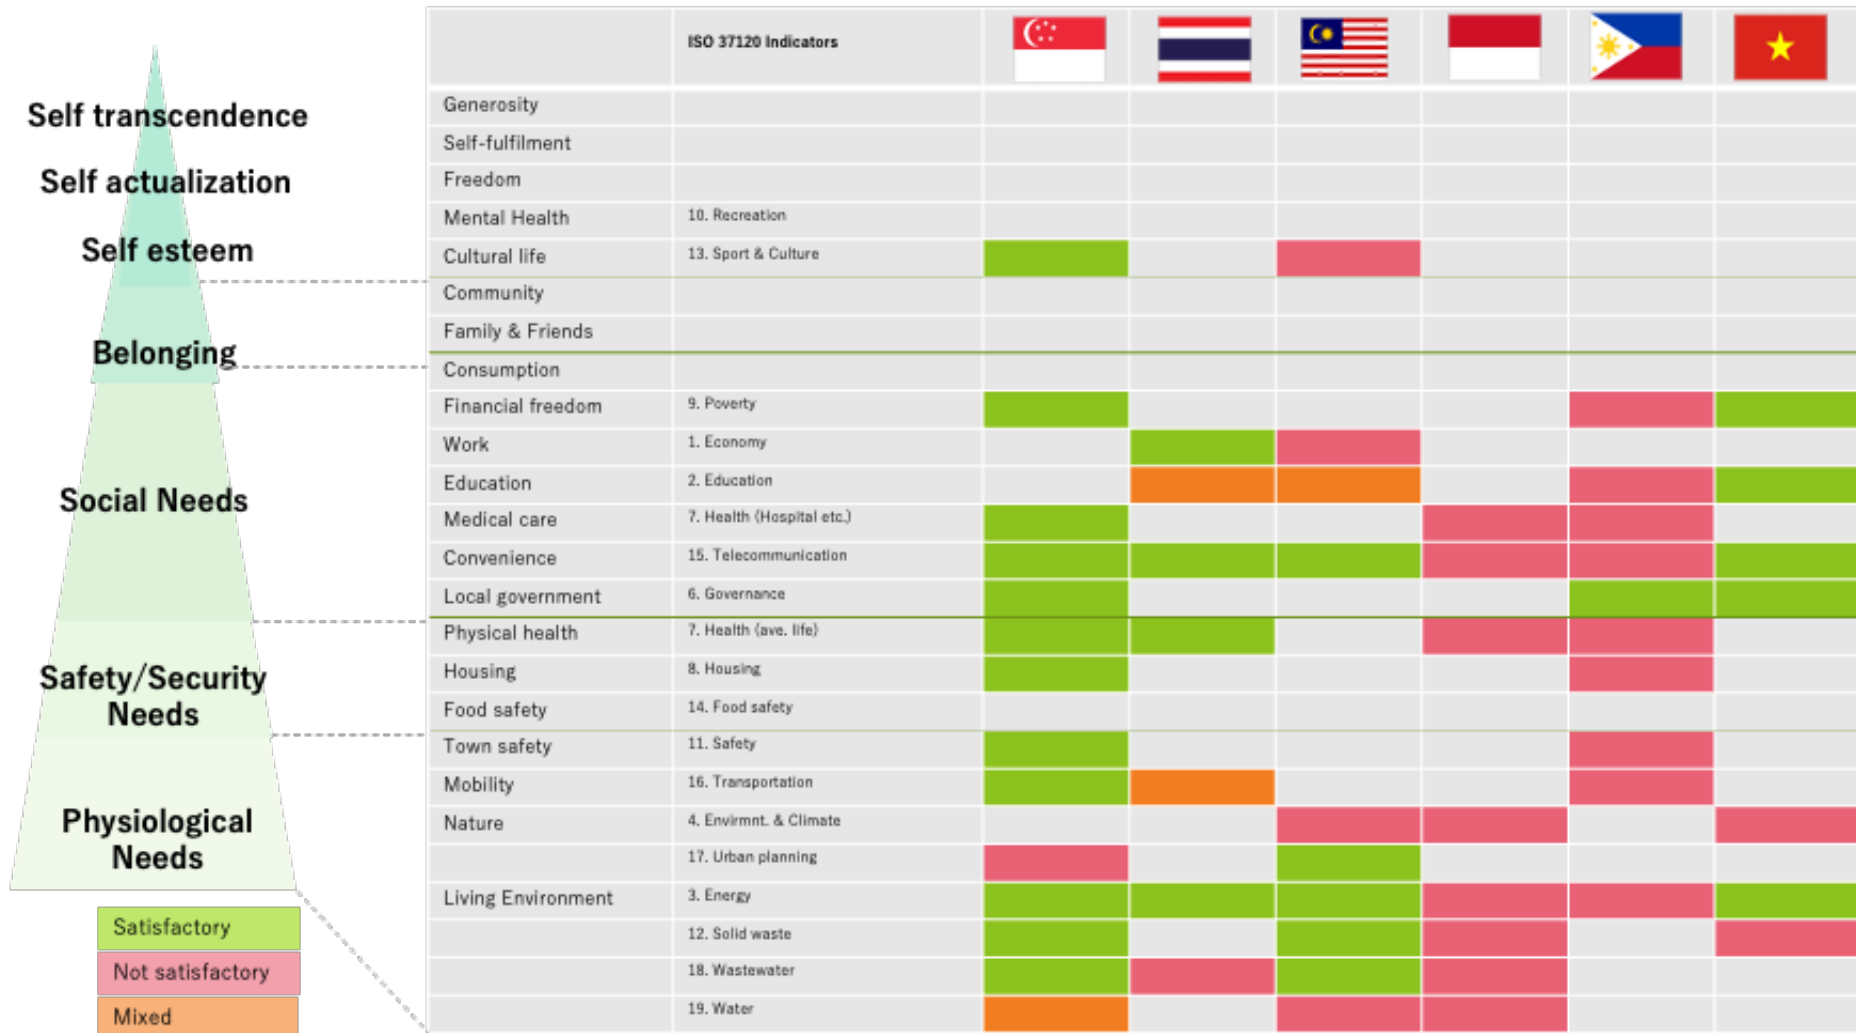 Self transcendence
Self actualization
Self esteem
Belonging
Social Needs
Safety/Security
Needs
Physiological
Needs
Satisfactory
Not satisfactory
Mixed
ISO 37120 Indicators
Generosity
Self-fulfilment
Freedom
Mental Health 10. Recreation
Cultural life 13. Sport & Culture
Community
Family & Friends
Consumption
Financial freedom 9. Poverty
Work 1. Economy
Education 2. Education
Medical care 7. Health (Hospital etc.)
Convenience 15. Telecommunication
Local government 6. Governance
Physical health 7. Health (ave. life)
Housing 8. Housing
Food safety 14. Food safety
Town safety 11. Safety
Mobility 16. Transportation
Nature 4. Envirmnt. & Climate
17. Urban planning
Living Environment 3. Energy
12. Solid waste
18. Wastewater
19. Water